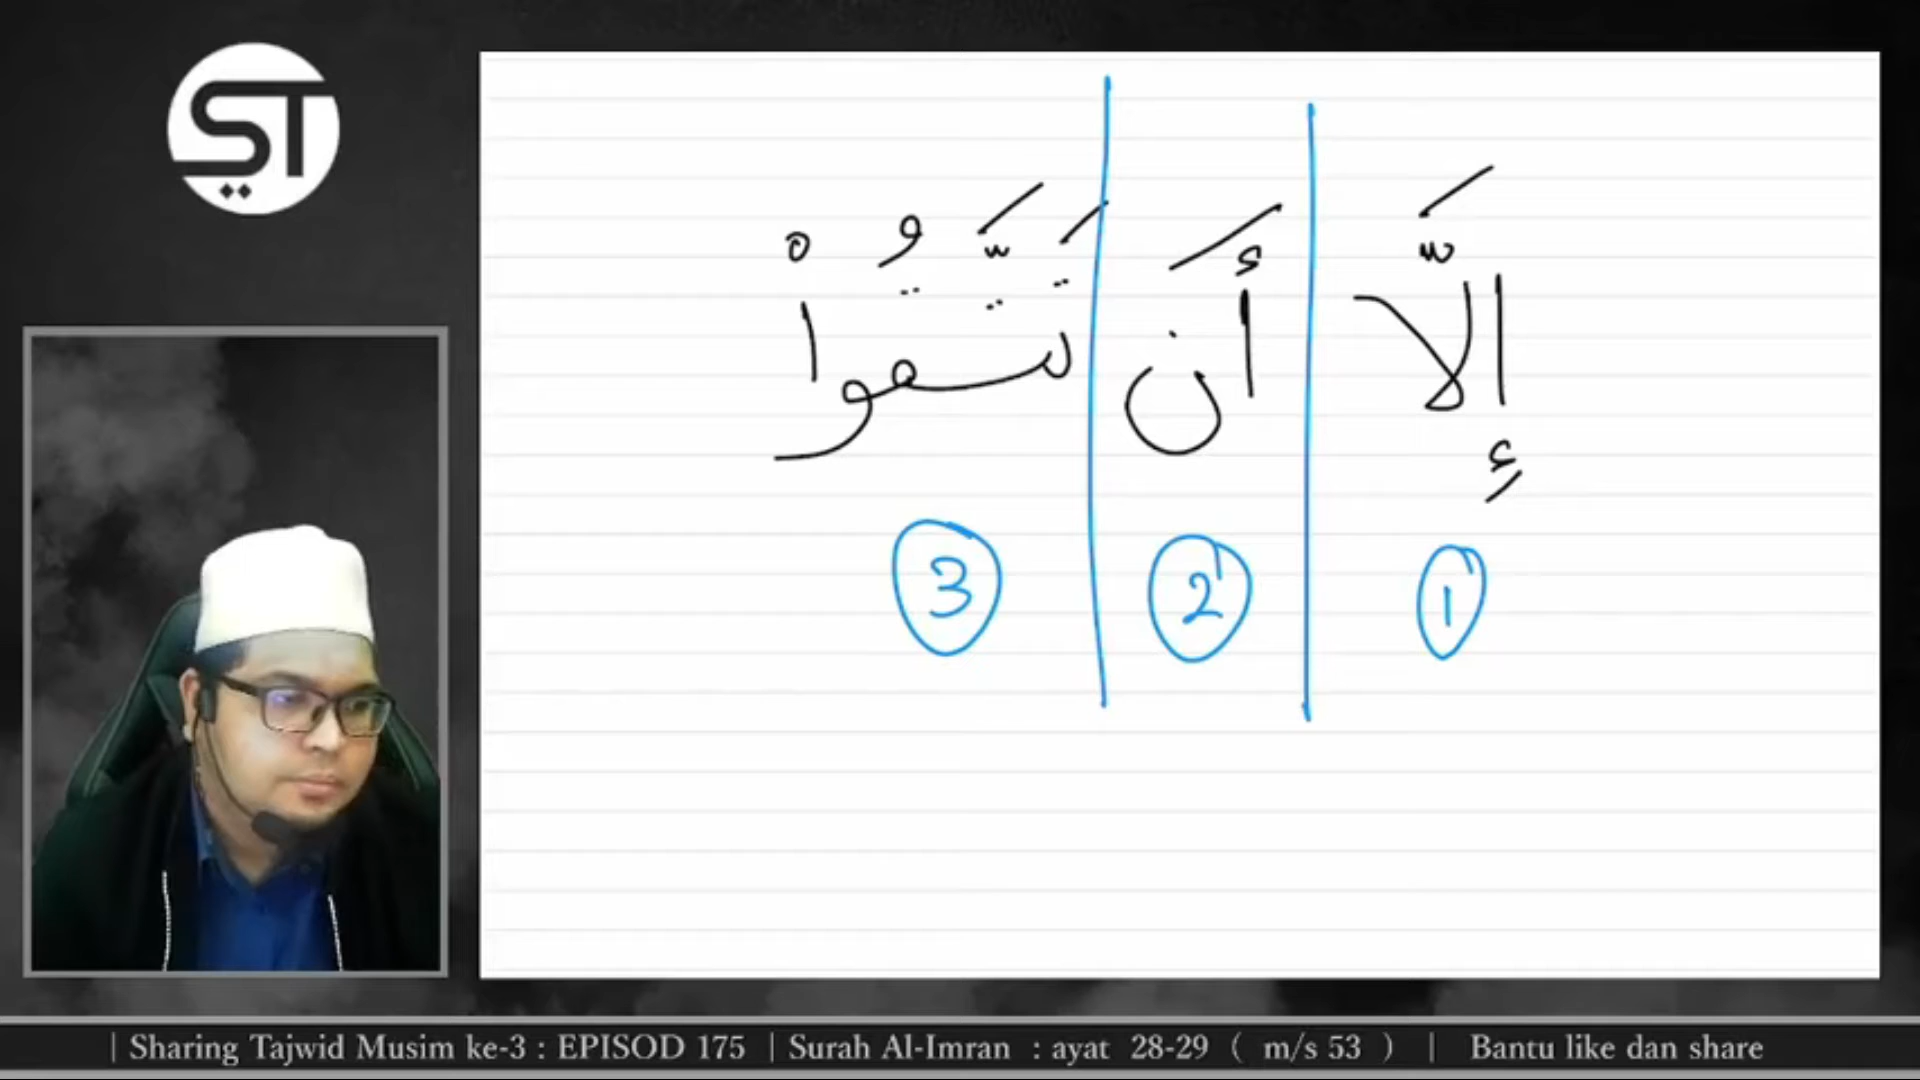 ST
إِلَّا أَن تَتَّقُوا۟
1 2 3
| Sharing Tajwid Musim ke-3 : EPISOD 175 | Surah Al-Imran : ayat 28-29 ( m/s 53 ) | Bantu like dan share